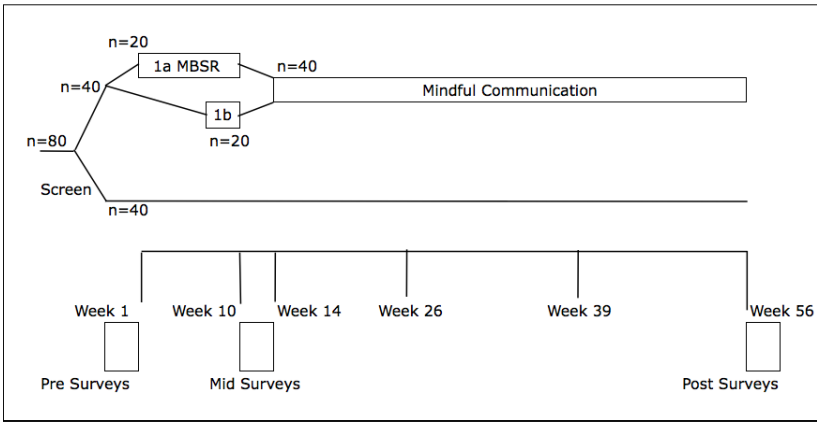 n=20
1a MBSR
n=40
n=40
Mindful Communication
1b
n=80
n=20
Screen
n=40
Week 1
Week 10
Week 14
Week 26
Week 39
Week 56
Pre Surveys
Mid Surveys
Post Surveys